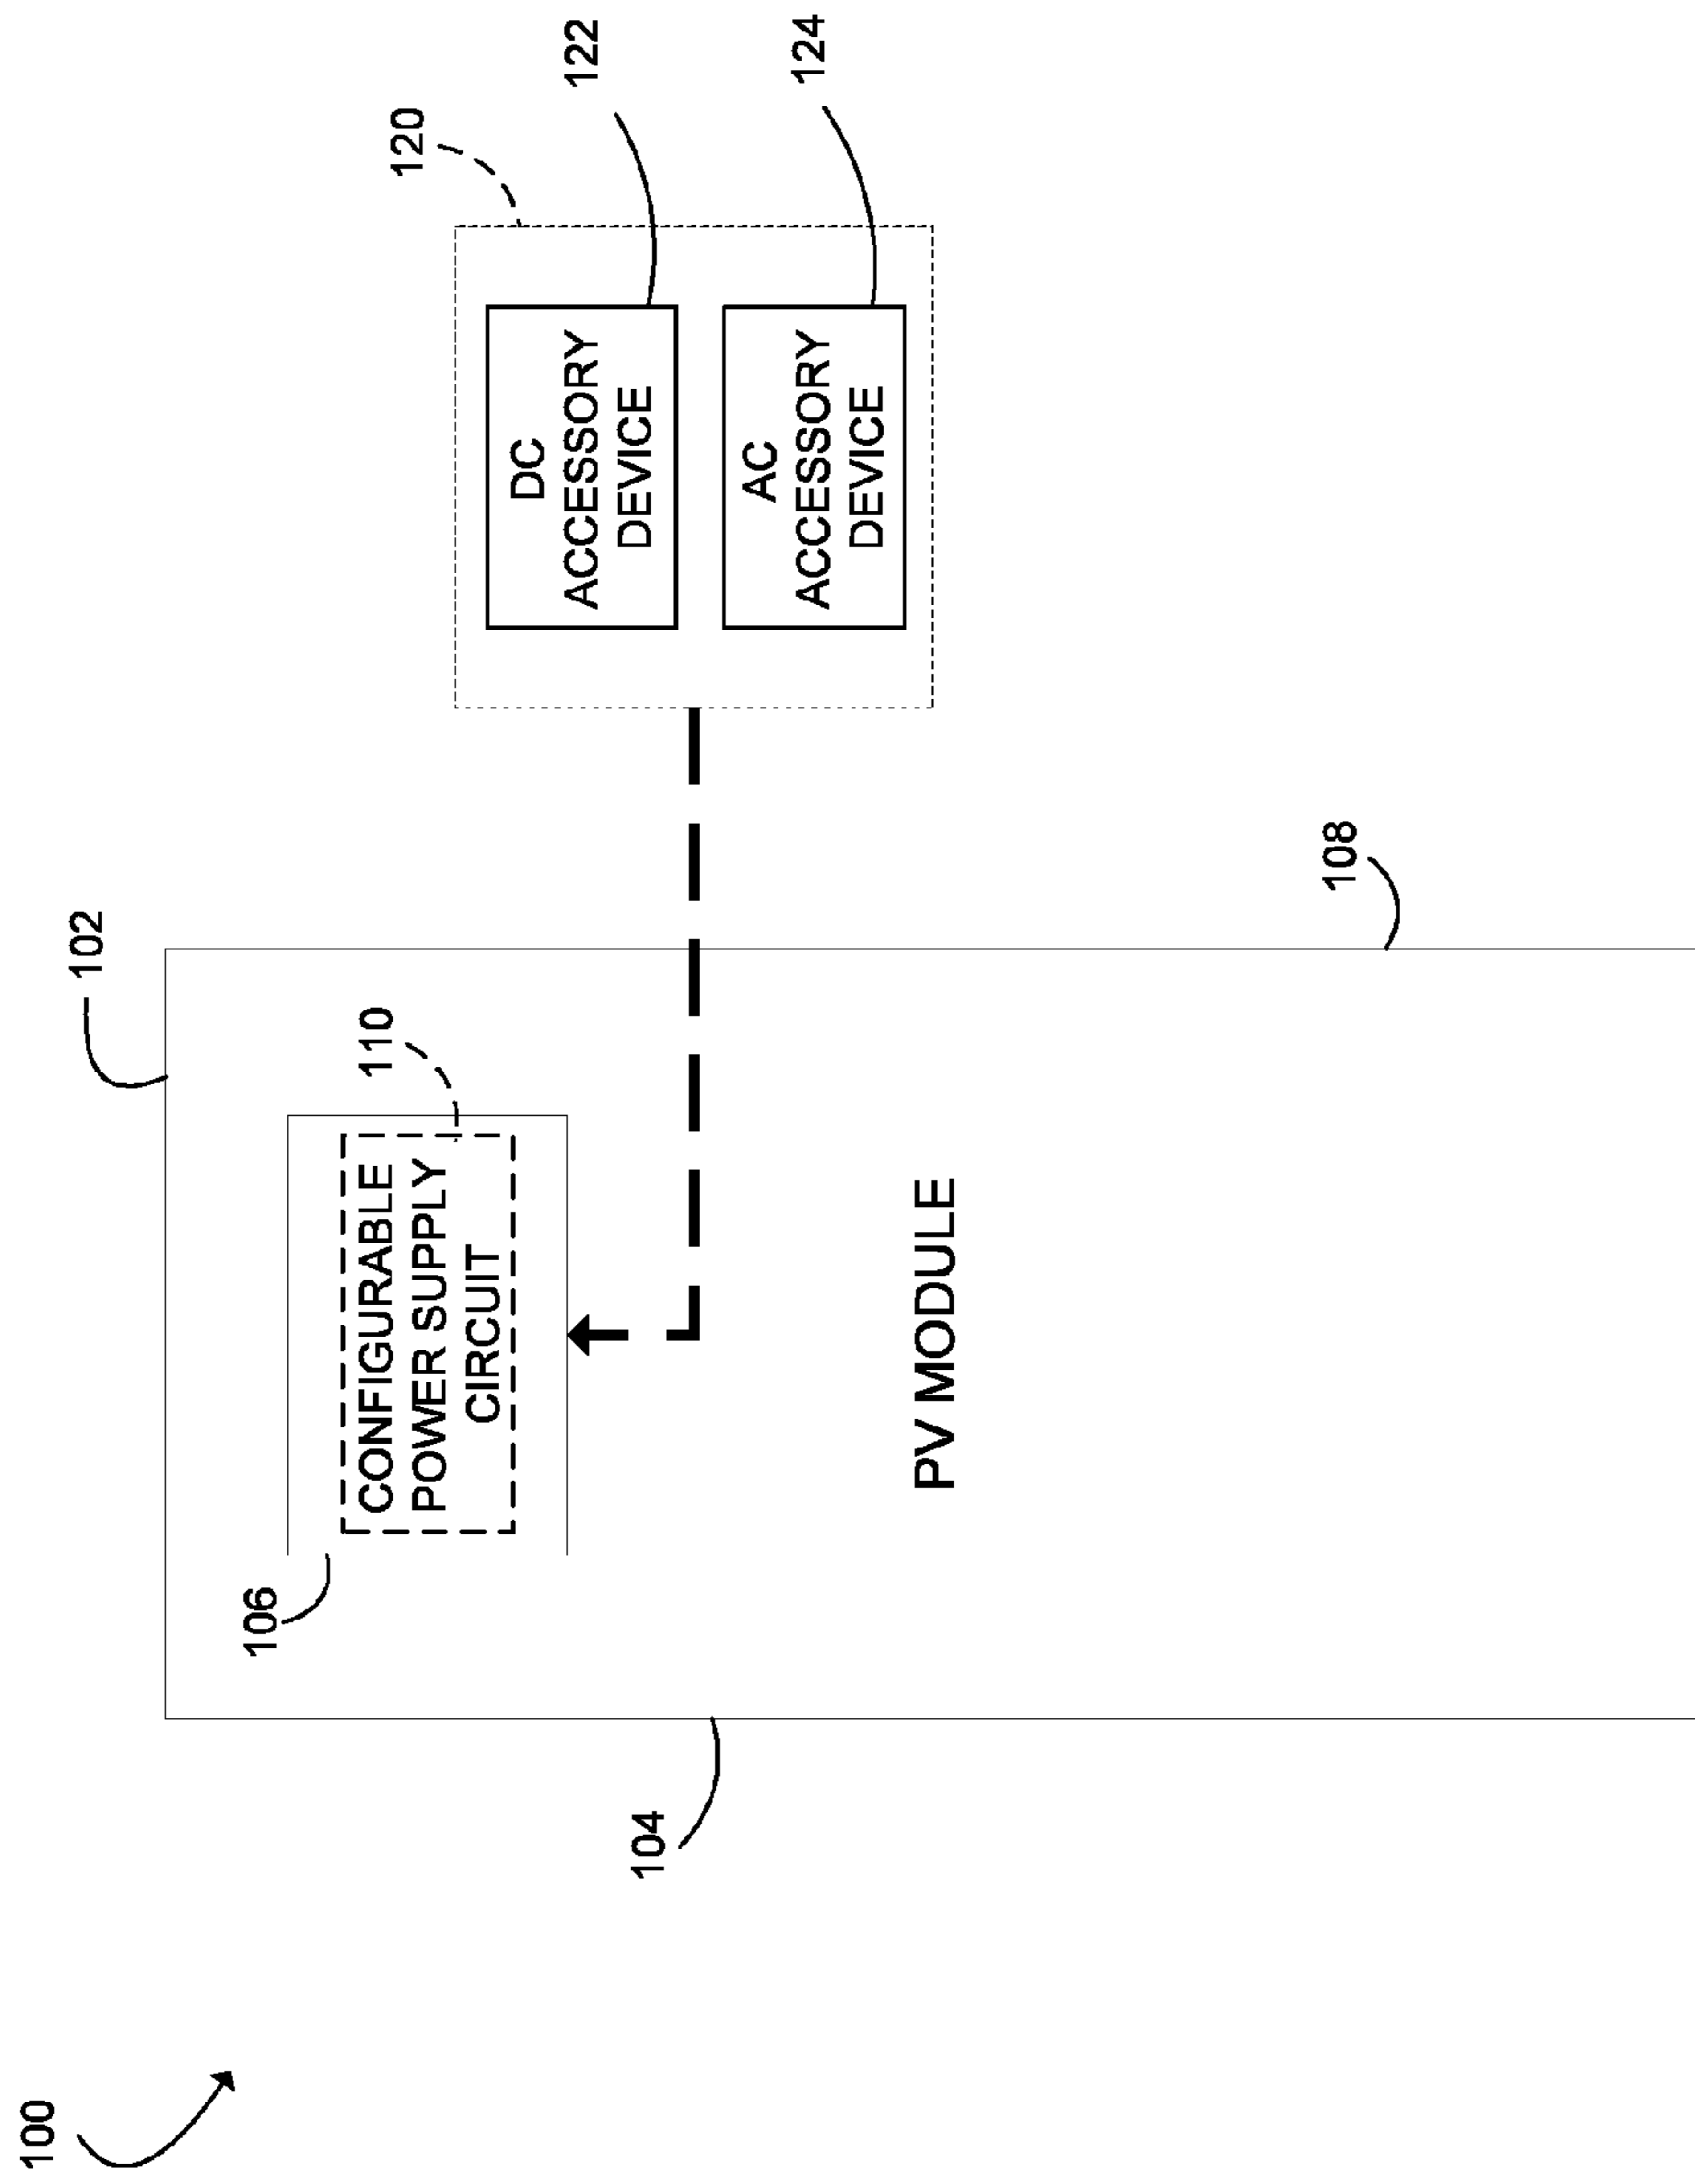 100
102
104
106
CONFIGURABLE
POWER SUPPLY
CIRCUIT
110
PV MODULE
108
120
DC
ACCESSORY
DEVICE
122
AC
ACCESSORY
DEVICE
124